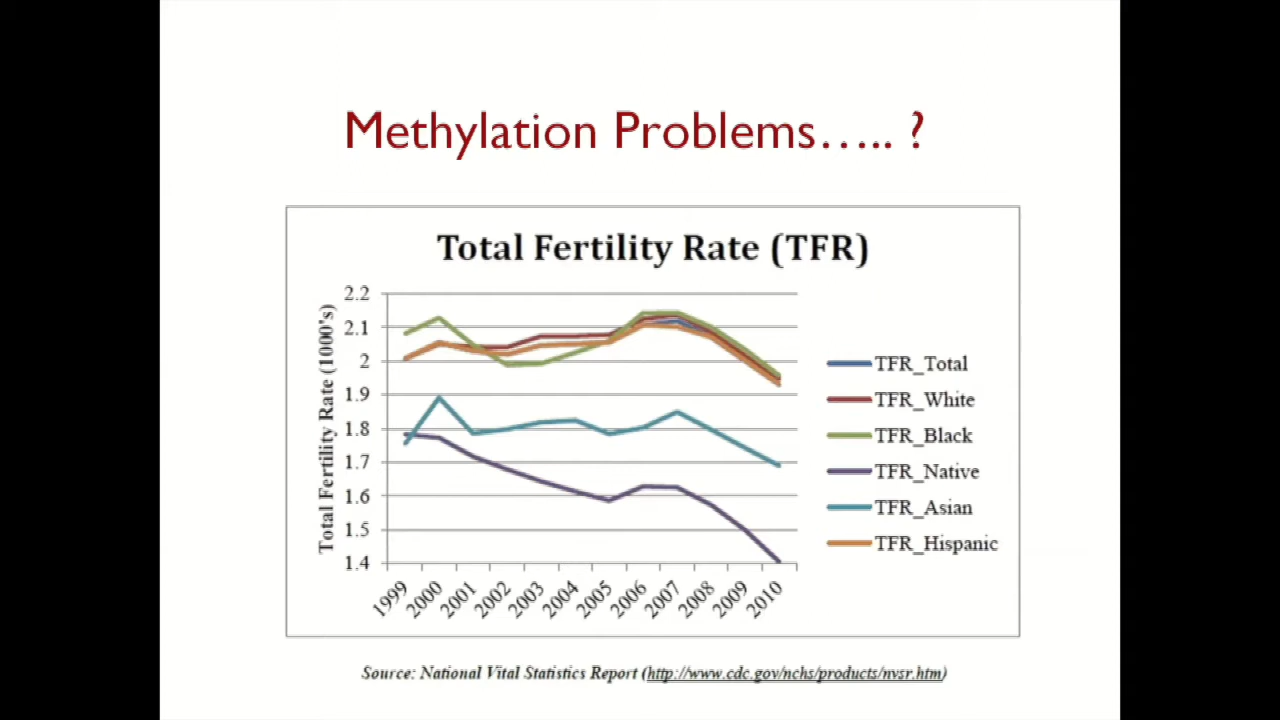 Methylation Problems….. ?
Total Fertility Rate (TFR)
Total Fertility Rate (1000's)
2.2
2.1
2
1.9
1.8
1.7
1.6
1.5
1.4
1999
2000
2001
2002
2003
2004
2005
2006
2007
2008
2009
2010
TFR_Total
TFR_White
TFR_Black
TFR_Native
TFR_Asian
TFR_Hispanic
Source: National Vital Statistics Report (http://www.cdc.gov/nchs/products/nvsr.htm)